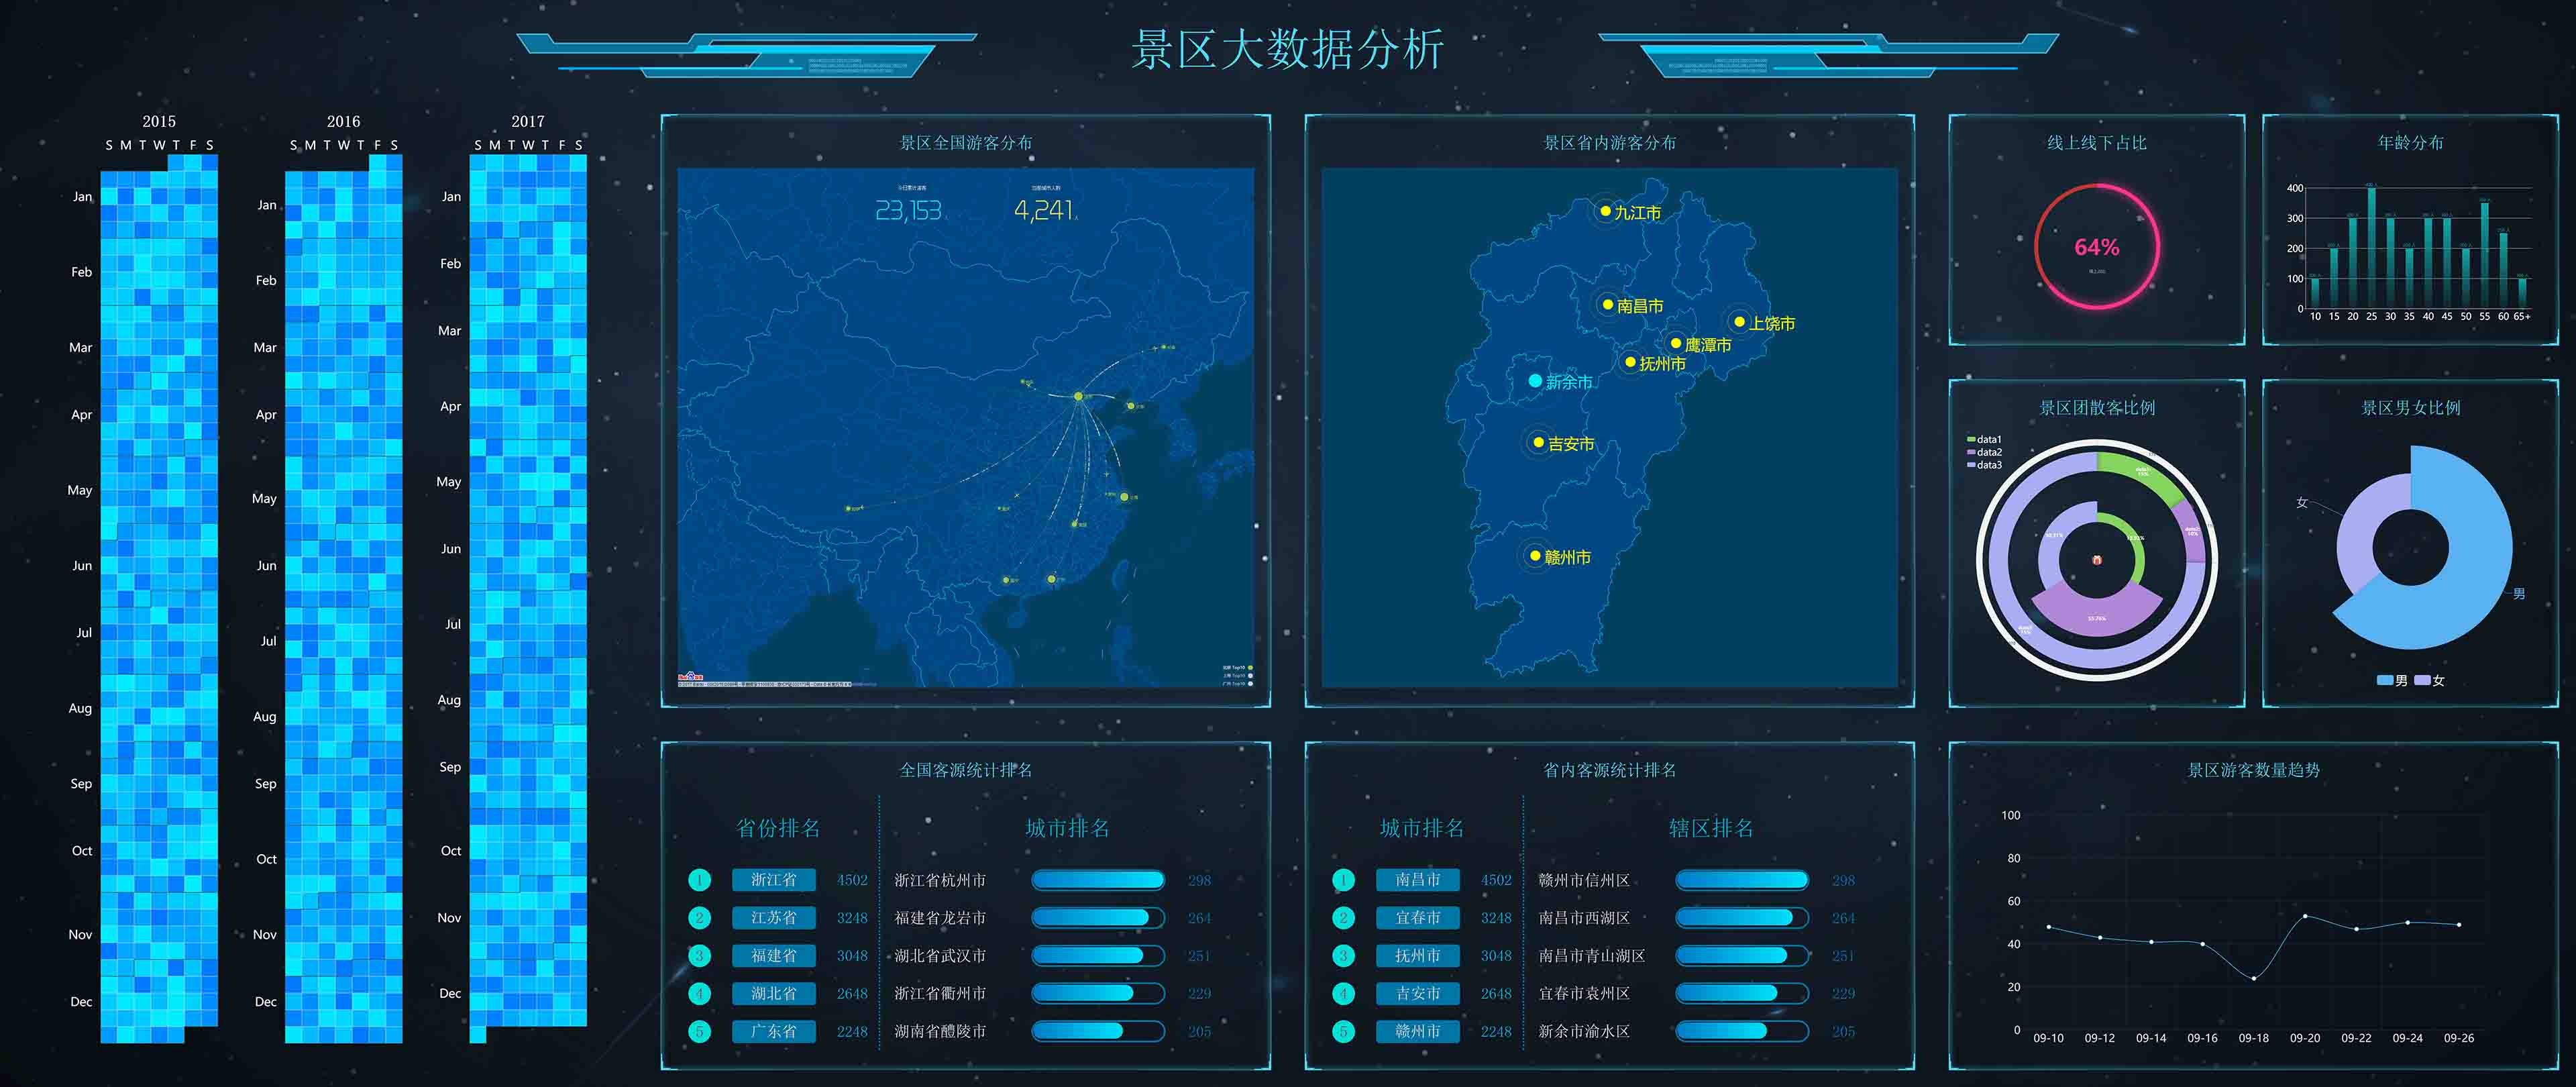 景区大数据分析
2015
S M T W T F S
Jan
Feb
Mar
Apr
May
Jun
Jul
Aug
Sep
Oct
Nov
Dec
2016
S M T W T F S
Jan
Feb
Mar
Apr
May
Jun
Jul
Aug
Sep
Oct
Nov
Dec
2017
S M T W T F S
Jan
Feb
Mar
Apr
May
Jun
Jul
Aug
Sep
Oct
Nov
Dec
景区全国游客分布
23,153
4,241
景区省内游客分布
九江市
南昌市
上饶市
鹰潭市
抚州市
新余市
吉安市
赣州市
线上线下占比
64%
年龄分布
400
300
200
100
0
10 15 20 25 30 35 40 45 50 55 60 65+
景区团散客比例
data1
data2
data3
景区男女比例
女
男
男 女
全国客源统计排名
省份排名
1 浙江省 4502
2 江苏省 3248
3 福建省 3048
4 湖北省 2648
5 广东省 2248
城市排名
浙江省杭州市 298
福建省龙岩市 264
湖北省武汉市 251
浙江省衢州市 229
湖南省醴陵市 205
省内客源统计排名
城市排名
1 南昌市 4502
2 宜春市 3248
3 抚州市 3048
4 吉安市 2648
5 赣州市 2248
辖区排名
赣州市信州区 298
南昌市西湖区 264
南昌市青山湖区 251
宜春市袁州区 229
新余市渝水区 205
景区游客数量趋势
100
80
60
40
20
0
09-10 09-12 09-14 09-16 09-18 09-20 09-22 09-24 09-26